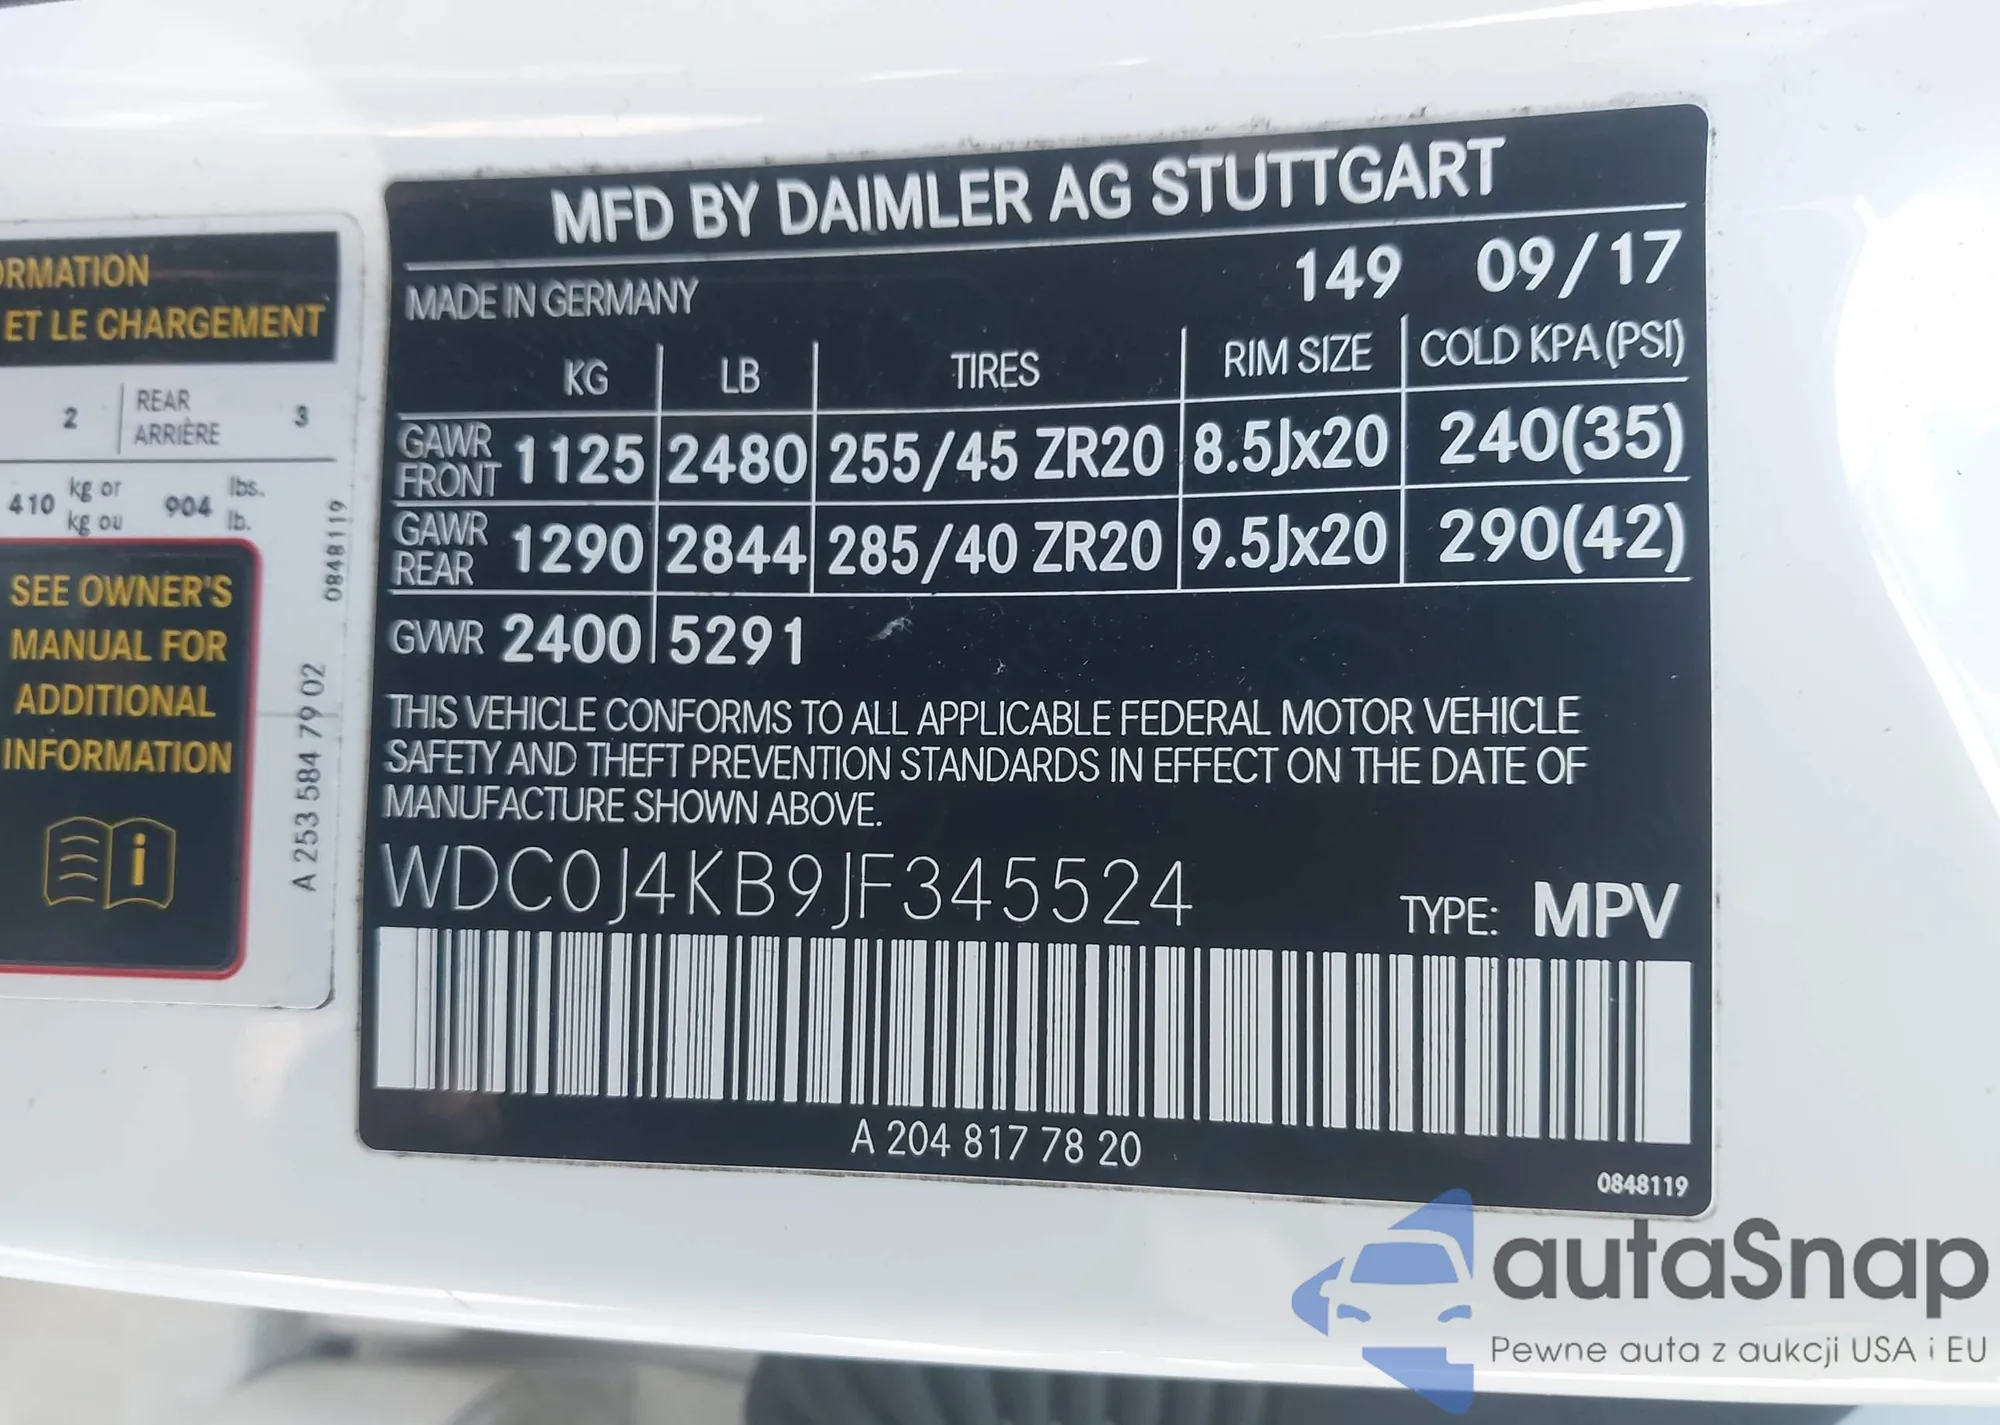 ORMATION
ET LE CHARGEMENT
2 REAR ARRIÈRE 3
410 kg or kg ou 904 lbs. lb.
0848119
SEE OWNER'S
MANUAL FOR
ADDITIONAL
INFORMATION
i
A 253 584 79 02
MFD BY DAIMLER AG STUTTGART
MADE IN GERMANY 149 09/17
KG LB TIRES RIM SIZE COLD KPA(PSI)
GAWR FRONT 1125 2480 255/45 ZR20 8.5Jx20 240(35)
GAWR REAR 1290 2844 285/40 ZR20 9.5Jx20 290(42)
GVWR 2400 5291
THIS VEHICLE CONFORMS TO ALL APPLICABLE FEDERAL MOTOR VEHICLE
SAFETY AND THEFT PREVENTION STANDARDS IN EFFECT ON THE DATE OF
MANUFACTURE SHOWN ABOVE.
WDC0J4KB9JF345524 TYPE: MPV
A 204 817 78 20
0848119
autaSnap
Pewne auta z aukcji USA i EU